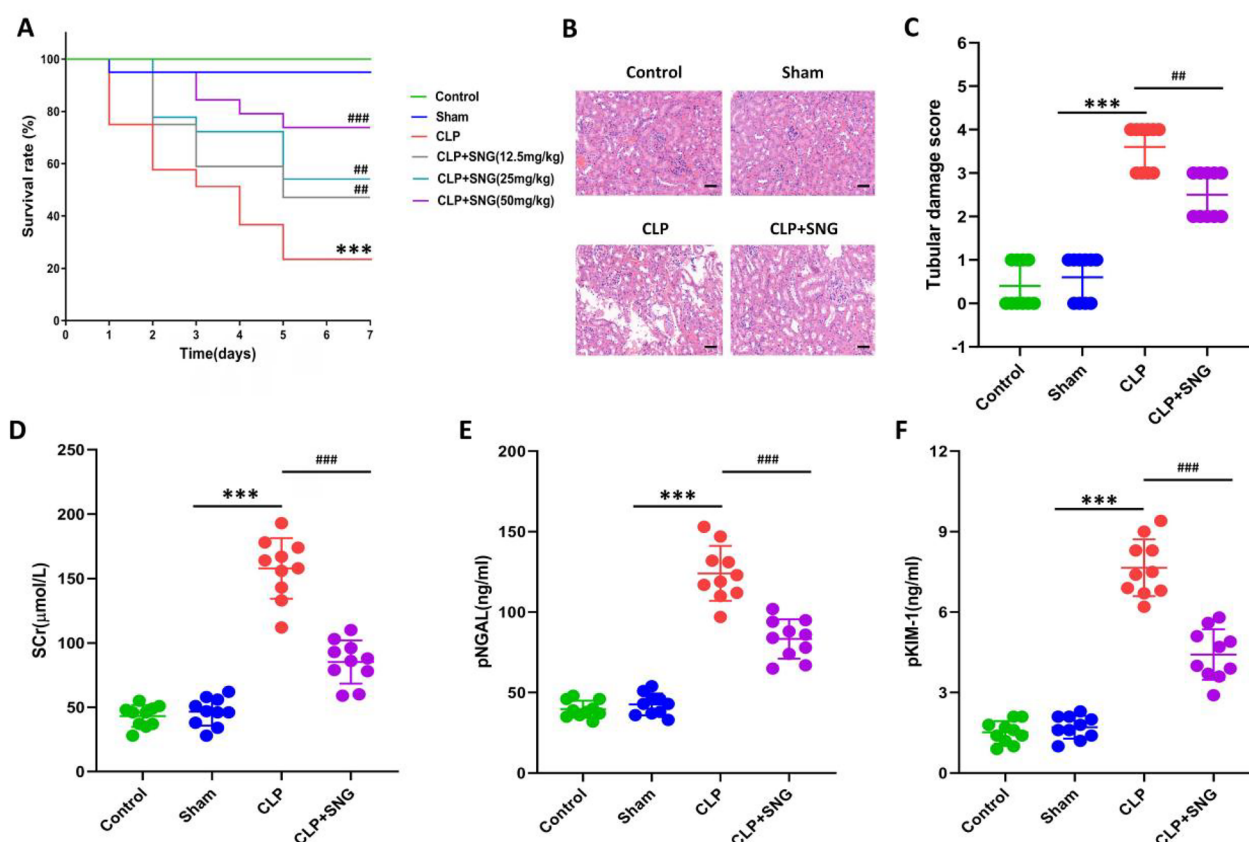 A
Survival rate (%)
100
80
60
40
20
0
0 1 2 3 4 5 6 7
Time(days)
###
##
##
***
Control
Sham
CLP
CLP+SNG(12.5mg/kg)
CLP+SNG(25mg/kg)
CLP+SNG(50mg/kg)
B
Control Sham
CLP CLP+SNG
C
Tubular damage score
6
5
4
3
2
1
0
-1
***
##
Control Sham CLP CLP+SNG
D
SCr(μmol/L)
250
200
150
100
50
0
***
###
Control Sham CLP CLP+SNG
E
pNGAL(ng/ml)
200
150
100
50
0
***
###
Control Sham CLP CLP+SNG
F
pKIM-1(ng/ml)
12
9
6
3
0
***
###
Control Sham CLP CLP+SNG